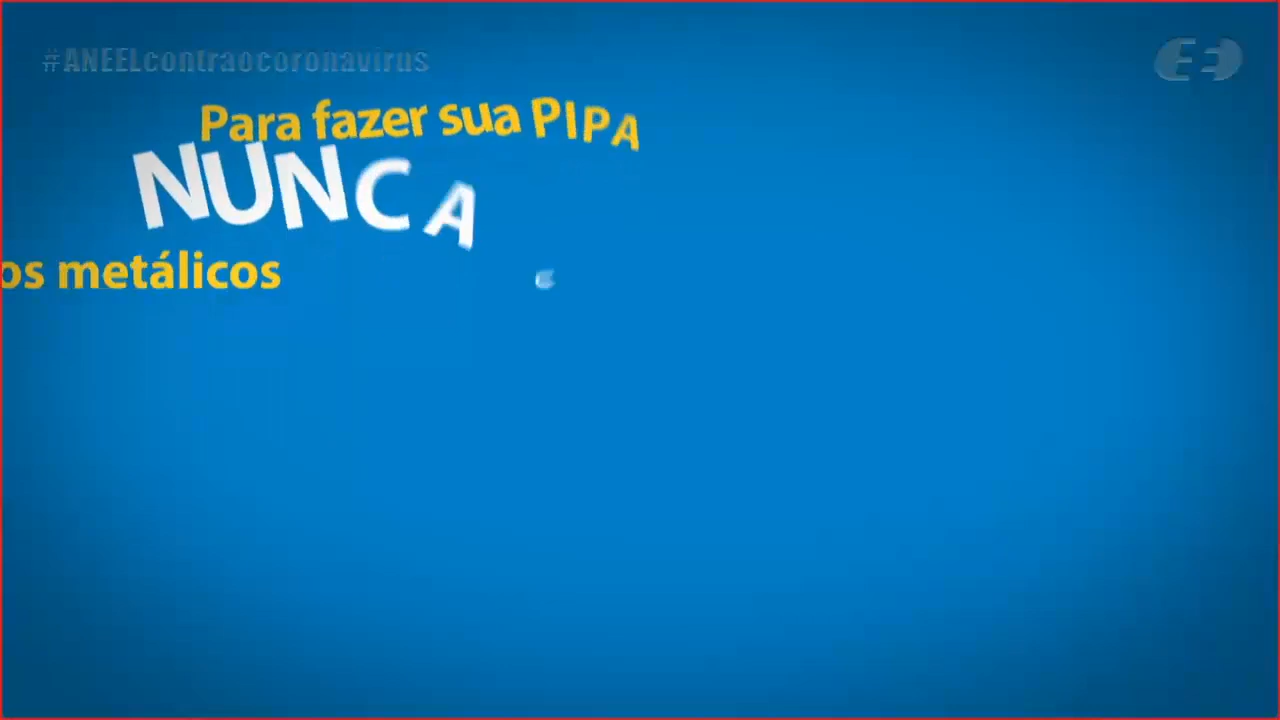 #ANEELcontraocoronavirus
Para fazer sua PIPA
NUNCA
os metálicos